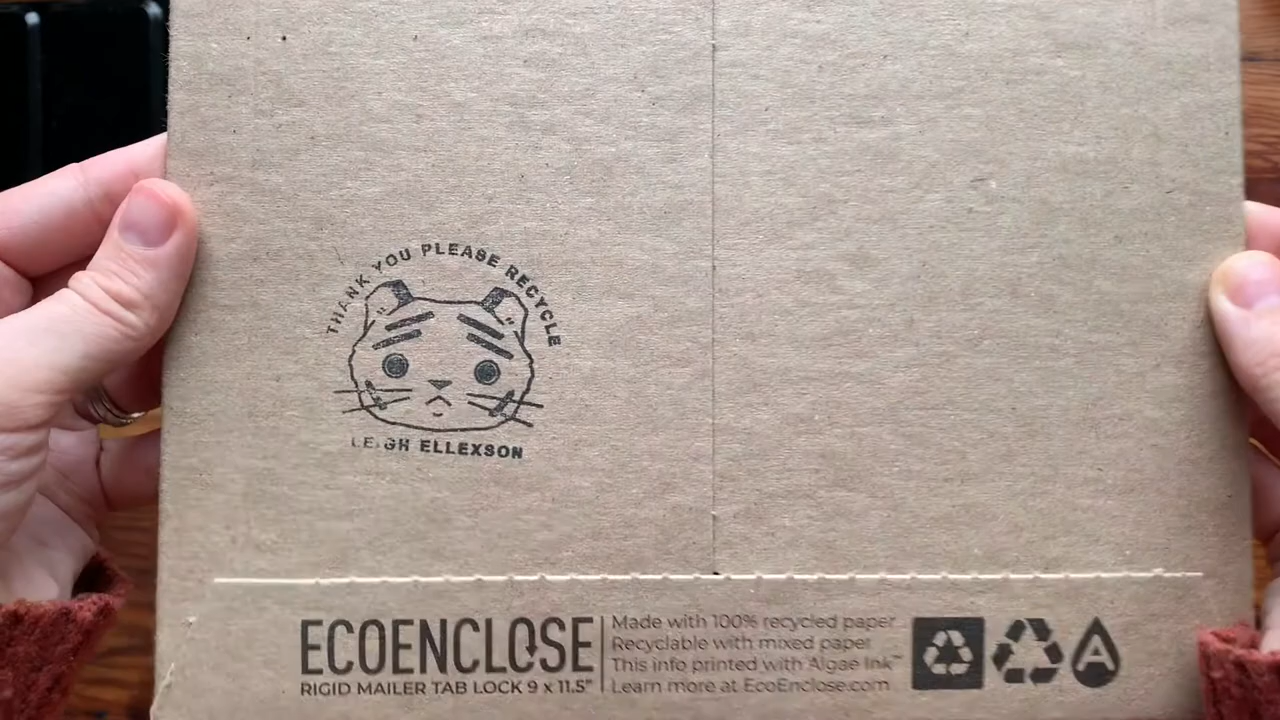 THANK YOU PLEASE RECYCLE
LEIGH ELLEXSON
ECOENCLOSE
RIGID MAILER TAB LOCK 9 x 11.5"
Made with 100% recycled paper
Recyclable with mixed paper
This info printed with Algae Ink™
Learn more at EcoEnclose.com
A